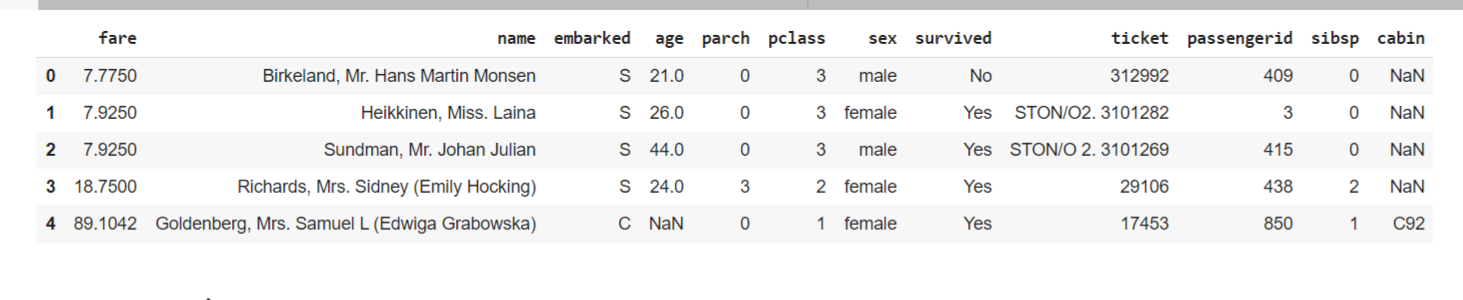 fare name embarked age parch pclass sex survived ticket passengerid sibsp cabin
0 7.7750 Birkeland, Mr. Hans Martin Monsen S 21.0 0 3 male No 312992 409 0 NaN
1 7.9250 Heikkinen, Miss. Laina S 26.0 0 3 female Yes STON/O2. 3101282 3 0 NaN
2 7.9250 Sundman, Mr. Johan Julian S 44.0 0 3 male Yes STON/O 2. 3101269 415 0 NaN
3 18.7500 Richards, Mrs. Sidney (Emily Hocking) S 24.0 3 2 female Yes 29106 438 2 NaN
4 89.1042 Goldenberg, Mrs. Samuel L (Edwiga Grabowska) C NaN 0 1 female Yes 17453 850 1 C92